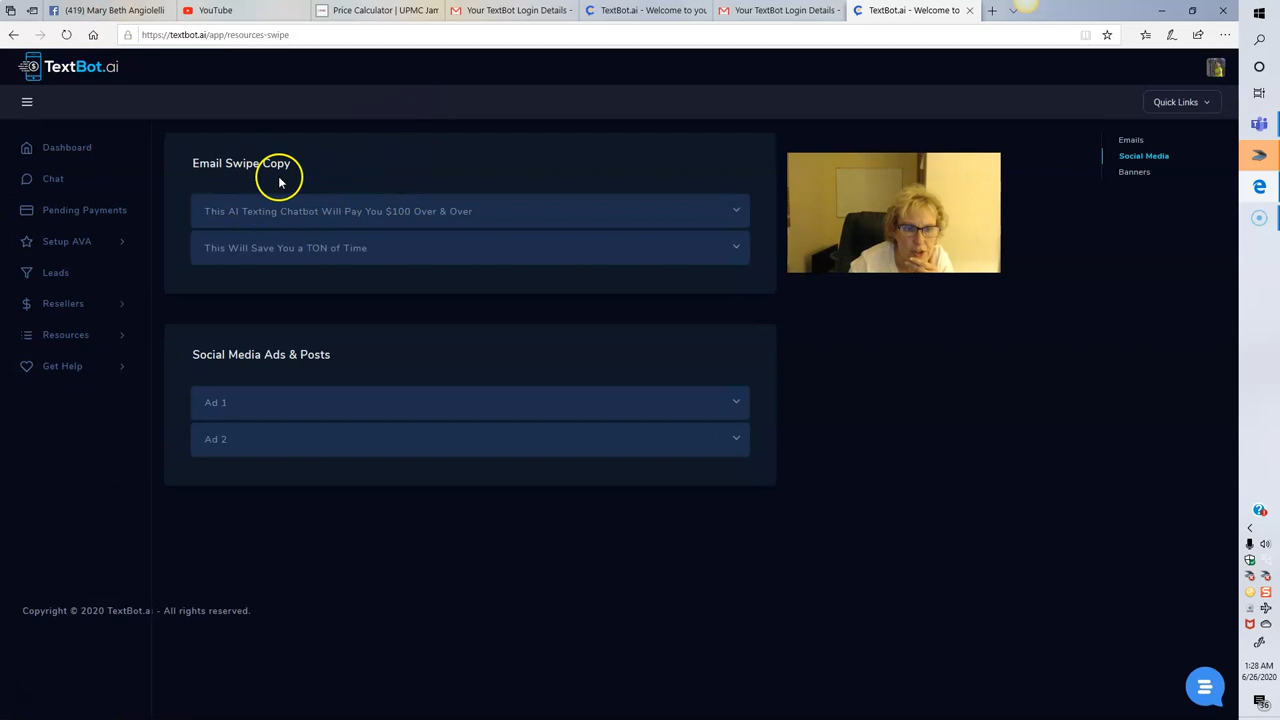 (419) Mary Beth Angiolelli
YouTube
Price Calculator | UPMC Jam
Your TextBot Login Details -
TextBot.ai - Welcome to you
Your TextBot Login Details -
TextBot.ai - Welcome to
https://textbot.ai/app/resources-swipe
TextBot.ai
Quick Links
Dashboard
Chat
Pending Payments
Setup AVA
Leads
Resellers
Resources
Get Help
Email Swipe Copy
This AI Texting Chatbot Will Pay You $100 Over & Over
This Will Save You a TON of Time
Social Media Ads & Posts
Ad 1
Ad 2
Emails
Social Media
Banners
Copyright © 2020 TextBot.ai - All rights reserved.
1:28 AM
6/26/2020
36